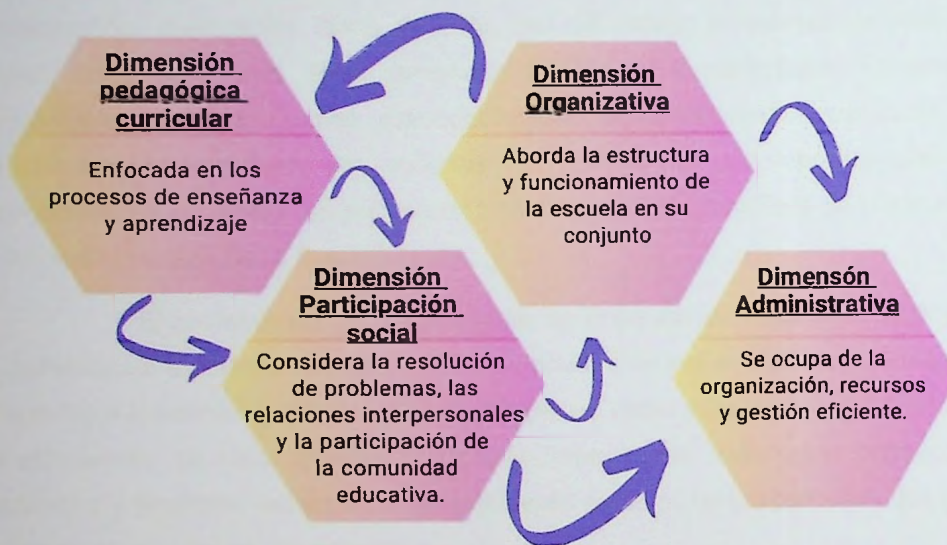 Dimensión
pedagógica
curricular
Enfocada en los
procesos de enseñanza
y aprendizaje
Dimensión
Organizativa
Aborda la estructura
y funcionamiento de
la escuela en su
conjunto
Dimensión
Participación
social
Considera la resolución
de problemas, las
relaciones interpersonales
y la participación de
la comunidad
educativa.
Dimensón
Administrativa
Se ocupa de la
organización, recursos
y gestión eficiente.